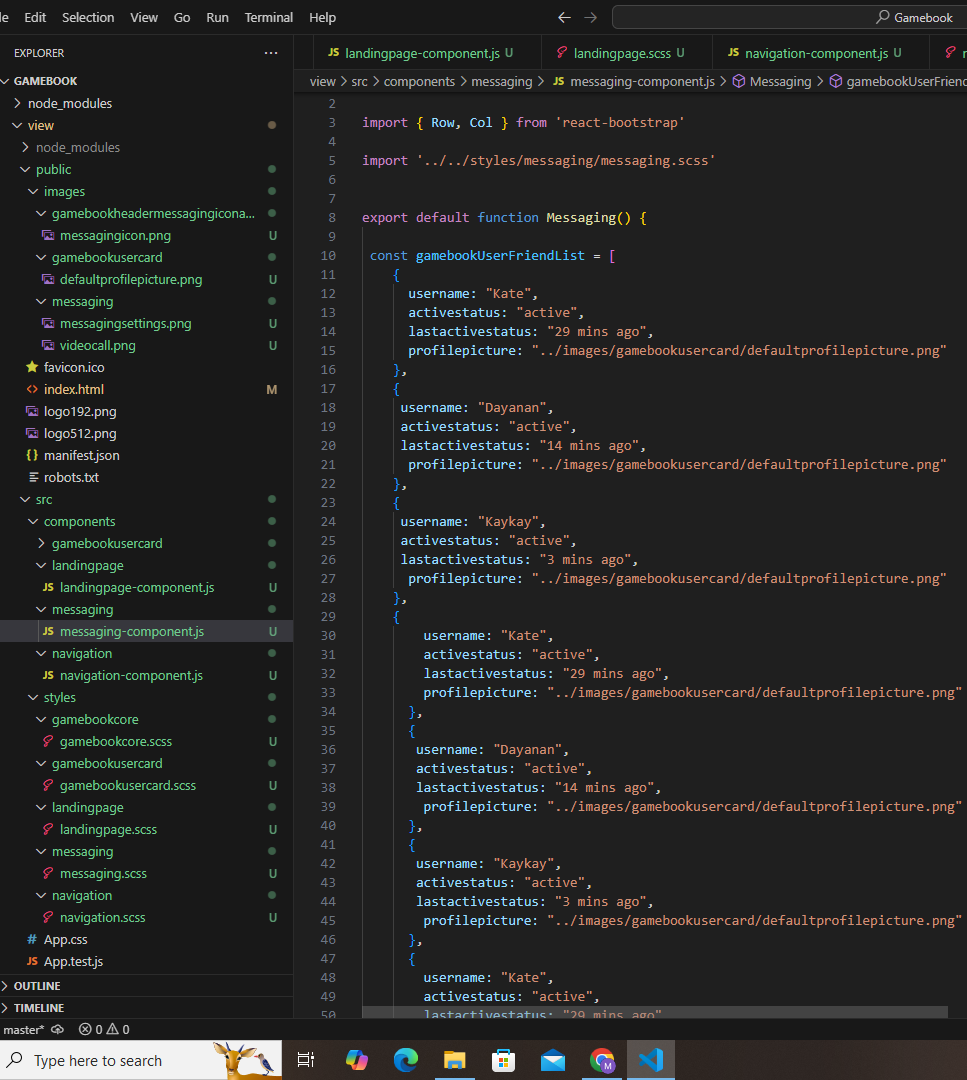 le Edit Selection View Go Run Terminal Help Gamebook
EXPLORER ...
GAMEBOOK
node_modules
view
node_modules
public
images
gamebookheadermessagingicona...
messagingicon.png U
gamebookusercard
defaultprofilepicture.png U
messaging
messagingsettings.png U
videocall.png U
favicon.ico
<> index.html M
logo192.png
logo512.png
{} manifest.json
robots.txt
src
components
gamebookusercard
landingpage
JS landingpage-component.js U
messaging
JS messaging-component.js U
navigation
JS navigation-component.js U
styles
gamebookcore
gamebookcore.scss U
gamebookusercard
gamebookusercard.scss U
landingpage
landingpage.scss U
messaging
messaging.scss U
navigation
navigation.scss U
# App.css
JS App.test.js
OUTLINE
TIMELINE
JS landingpage-component.js U landingpage.scss U JS navigation-component.js U
view > src > components > messaging > JS messaging-component.js > Messaging > gamebookUserFriend
2
3 import { Row, Col } from 'react-bootstrap'
4
5 import '../../styles/messaging/messaging.scss'
6
7
8 export default function Messaging() {
9
10 const gamebookUserFriendList = [
11 {
12 username: "Kate",
13 activestatus: "active",
14 lastactivestatus: "29 mins ago",
15 profilepicture: "../images/gamebookusercard/defaultprofilepicture.png"
16 },
17 {
18 username: "Dayanan",
19 activestatus: "active",
20 lastactivestatus: "14 mins ago",
21 profilepicture: "../images/gamebookusercard/defaultprofilepicture.png"
22 },
23 {
24 username: "Kaykay",
25 activestatus: "active",
26 lastactivestatus: "3 mins ago",
27 profilepicture: "../images/gamebookusercard/defaultprofilepicture.png"
28 },
29 {
30 username: "Kate",
31 activestatus: "active",
32 lastactivestatus: "29 mins ago",
33 profilepicture: "../images/gamebookusercard/defaultprofilepicture.png"
34 },
35 {
36 username: "Dayanan",
37 activestatus: "active",
38 lastactivestatus: "14 mins ago",
39 profilepicture: "../images/gamebookusercard/defaultprofilepicture.png"
40 },
41 {
42 username: "Kaykay",
43 activestatus: "active",
44 lastactivestatus: "3 mins ago",
45 profilepicture: "../images/gamebookusercard/defaultprofilepicture.png"
46 },
47 {
48 username: "Kate",
49 activestatus: "active",
50 lastactivestatus: "29 mins ago"
master* 0 0
Type here to search
M